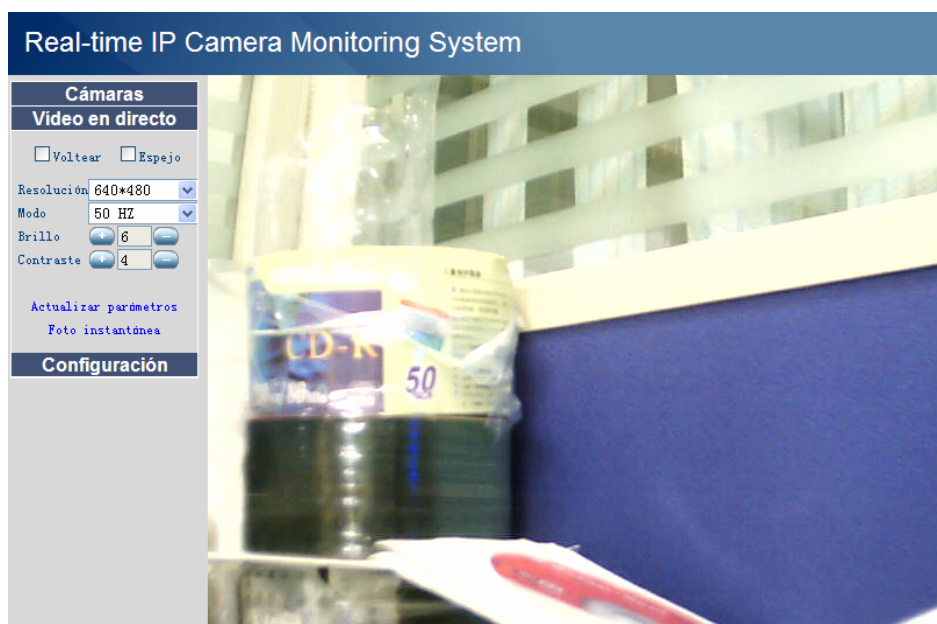 Real-time IP Camera Monitoring System
Cámaras
Vídeo en directo
Voltear Espejo
Resolución 640*480
Modo 50 HZ
Brillo + 6 -
Contraste + 4 -
Actualizar parámetros
Foto instantánea
Configuración
CD-R
50